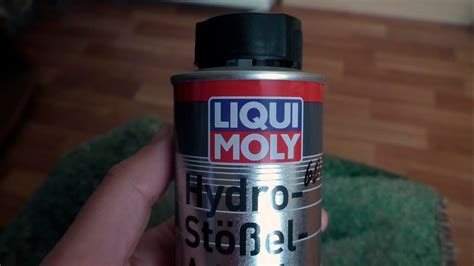 LIQUI
MOLY
Hydro-
Stößel-